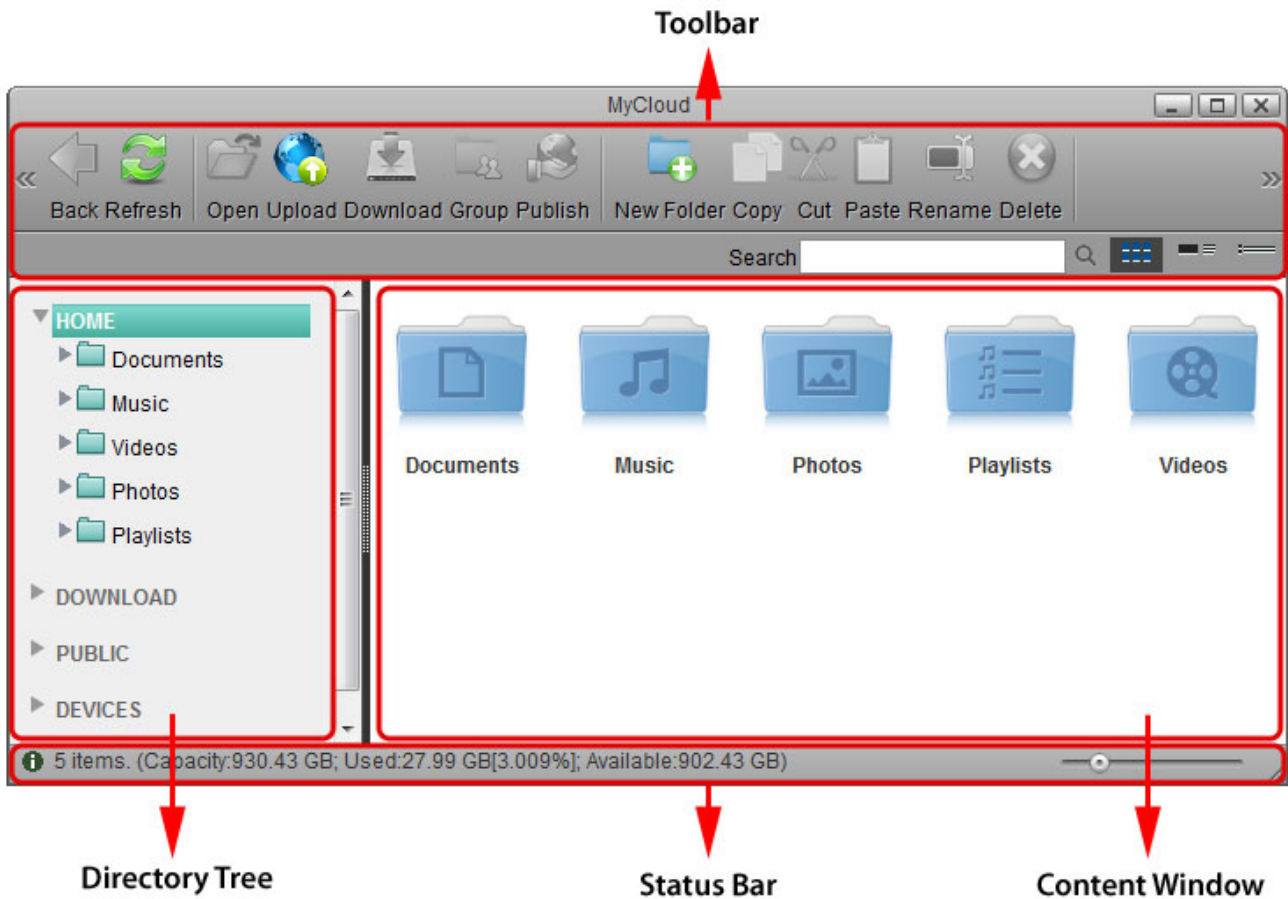 Toolbar
MyCloud
Back Refresh Open Upload Download Group Publish New Folder Copy Cut Paste Rename Delete
Search
HOME
Documents
Music
Videos
Photos
Playlists
DOWNLOAD
PUBLIC
DEVICES
Documents Music Photos Playlists Videos
5 items. (Capacity:930.43 GB; Used:27.99 GB[3.009%]; Available:902.43 GB)
Directory Tree Status Bar Content Window